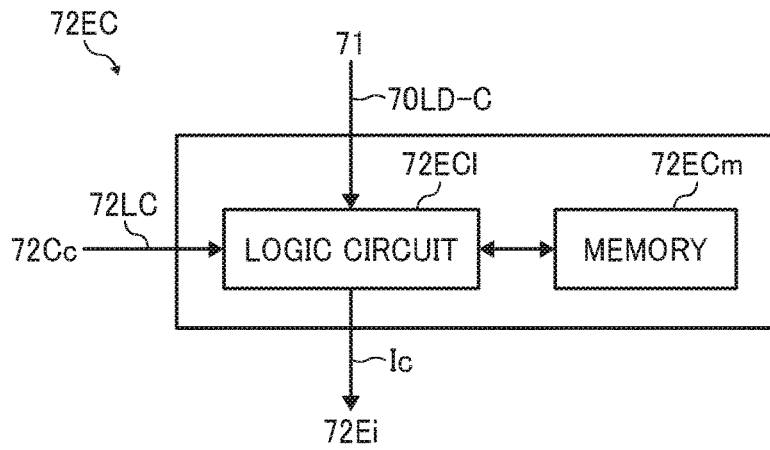 72EC
71
70LD-C
72ECl
72ECm
72LC
72Cc
LOGIC CIRCUIT
MEMORY
Ic
72Ei